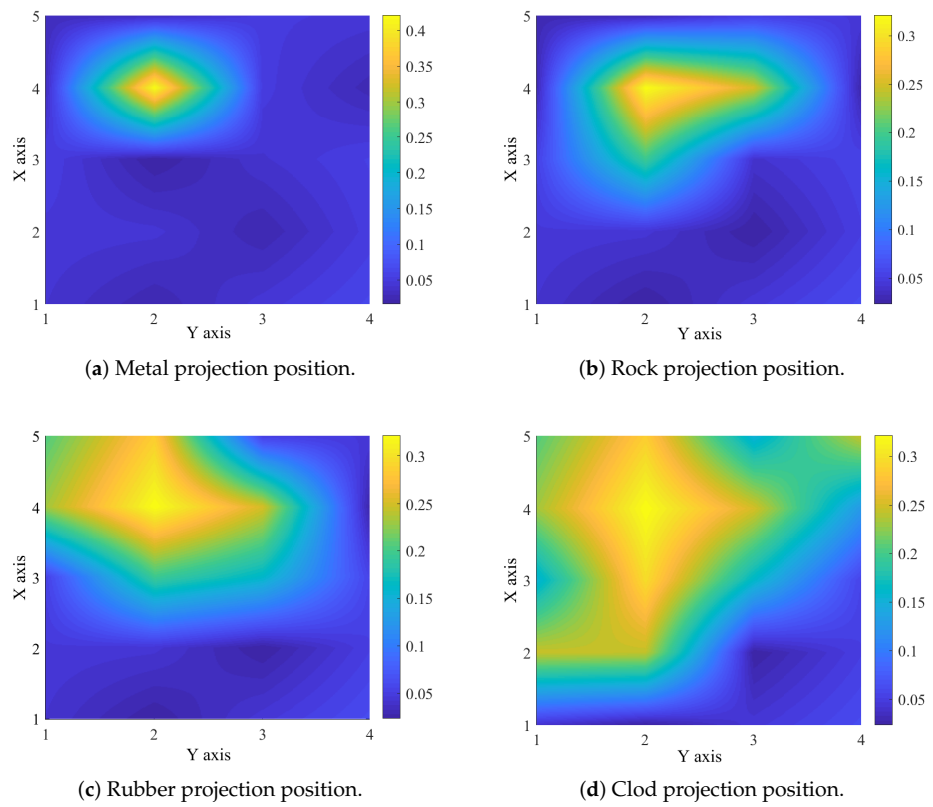 5
4
3
2
1
X axis
1 2 3 4
Y axis
0.4
0.35
0.3
0.25
0.2
0.15
0.1
0.05
(a) Metal projection position.
5
4
3
2
1
X axis
1 2 3 4
Y axis
0.3
0.25
0.2
0.15
0.1
0.05
(b) Rock projection position.
5
4
3
2
1
X axis
1 2 3 4
Y axis
0.3
0.25
0.2
0.15
0.1
0.05
(c) Rubber projection position.
5
4
3
2
1
X axis
1 2 3 4
Y axis
0.3
0.25
0.2
0.15
0.1
0.05
(d) Clod projection position.